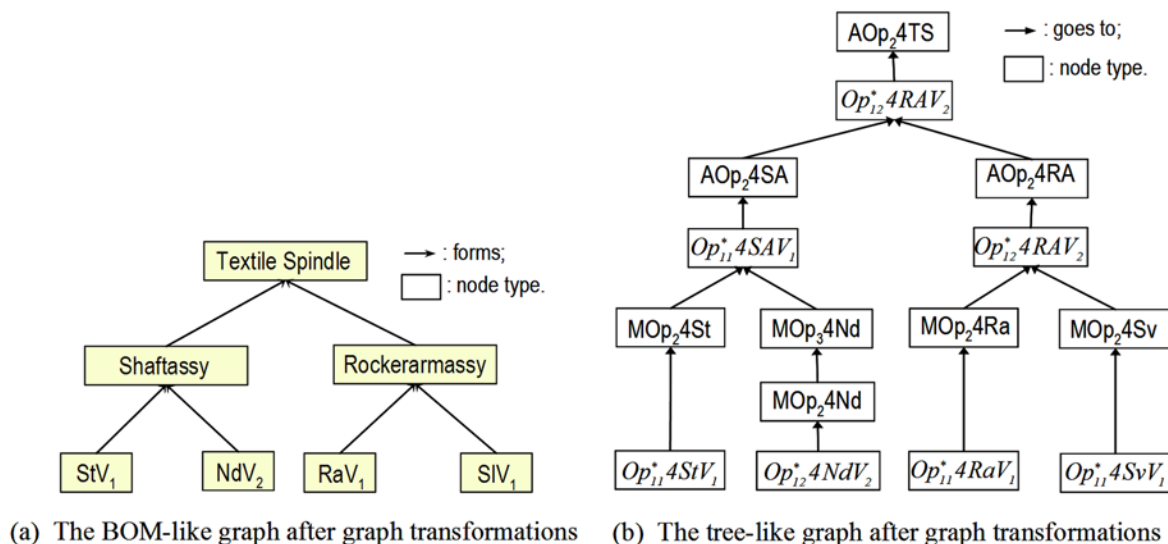 AOp₂4TS
→ : goes to;
: node type.
Op*₁₂4RAV₂
AOp₂4SA
AOp₂4RA
Op*₁₁4SAV₁
Op*₁₂4RAV₂
MOp₂4St
MOp₃4Nd
MOp₂4Ra
MOp₂4Sv
MOp₂4Nd
Op*₁₁4StV₁
Op*₁₂4NdV₂
Op*₁₁4RaV₁
Op*₁₁4SvV₁
Textile Spindle
→ : forms;
: node type.
Shaftassy
Rockerarmassy
StV₁
NdV₂
RaV₁
SlV₁
(a) The BOM-like graph after graph transformations
(b) The tree-like graph after graph transformations